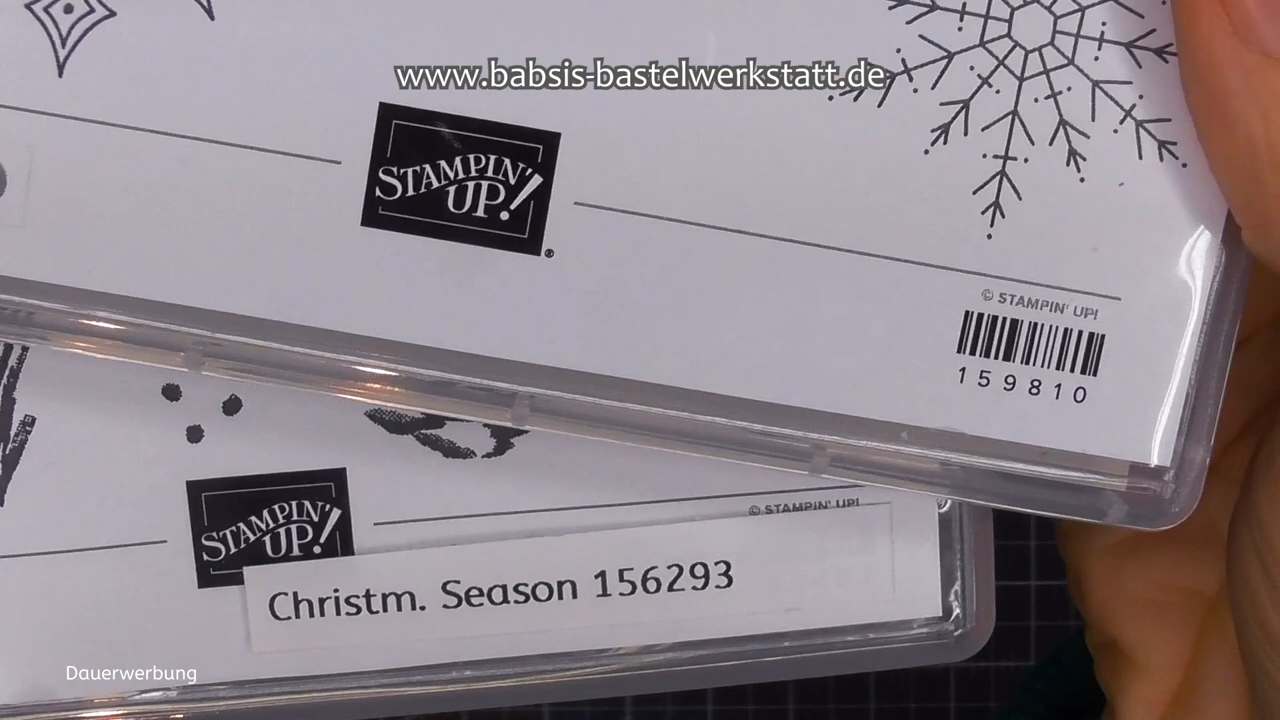 www.babsis-bastelwerkstatt.de
STAMPIN'
UP!
®
© STAMPIN' UP!
159810
STAMPIN'
UP!
© STAMPIN' UP!
Christm. Season 156293
Dauerwerbung